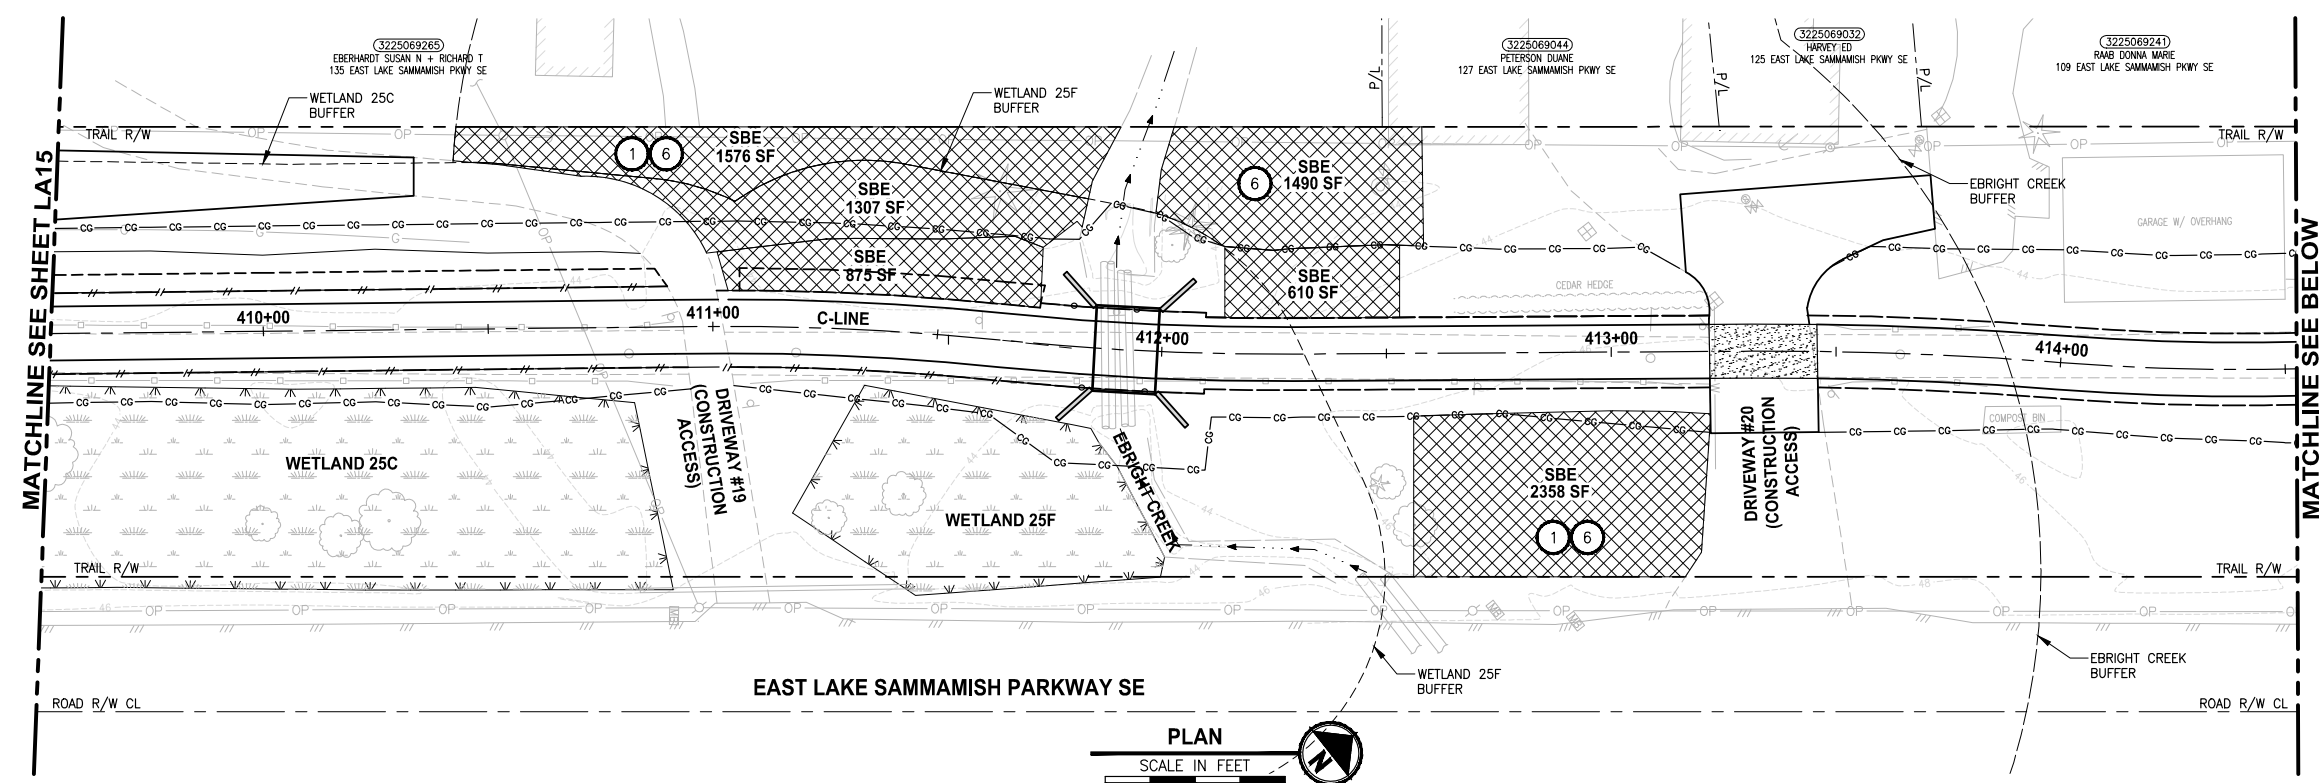 3225069265
EBERHARDT SUSAN N + RICHARD T
135 EAST LAKE SAMMAMISH PKWY SE
3225069044
PETERSON DUANE
127 EAST LAKE SAMMAMISH PKWY SE
3225069032
HARVEY ED
125 EAST LAKE SAMMAMISH PKWY SE
3225069241
RAAB DONNA MARIE
109 EAST LAKE SAMMAMISH PKWY SE
P/L
P/L
P/L
WETLAND 25C
BUFFER
WETLAND 25F
BUFFER
TRAIL R/W
TRAIL R/W
MATCHLINE SEE SHEET LA15
MATCHLINE SEE BELOW
1
6
SBE
1576 SF
SBE
1307 SF
SBE
875 SF
6
SBE
1490 SF
SBE
610 SF
EBRIGHT CREEK
BUFFER
GARAGE W/ OVERHANG
CEDAR HEDGE
410+00
411+00
C-LINE
412+00
413+00
414+00
DRIVEWAY #19
(CONSTRUCTION
ACCESS)
DRIVEWAY #20
(CONSTRUCTION
ACCESS)
COMPOST BIN
WETLAND 25C
WETLAND 25F
EBRIGHT CREEK
SBE
2358 SF
1
6
TRAIL R/W
TRAIL R/W
WETLAND 25F
BUFFER
EBRIGHT CREEK
BUFFER
EAST LAKE SAMMAMISH PARKWAY SE
ROAD R/W CL
ROAD R/W CL
PLAN
N
SCALE IN FEET